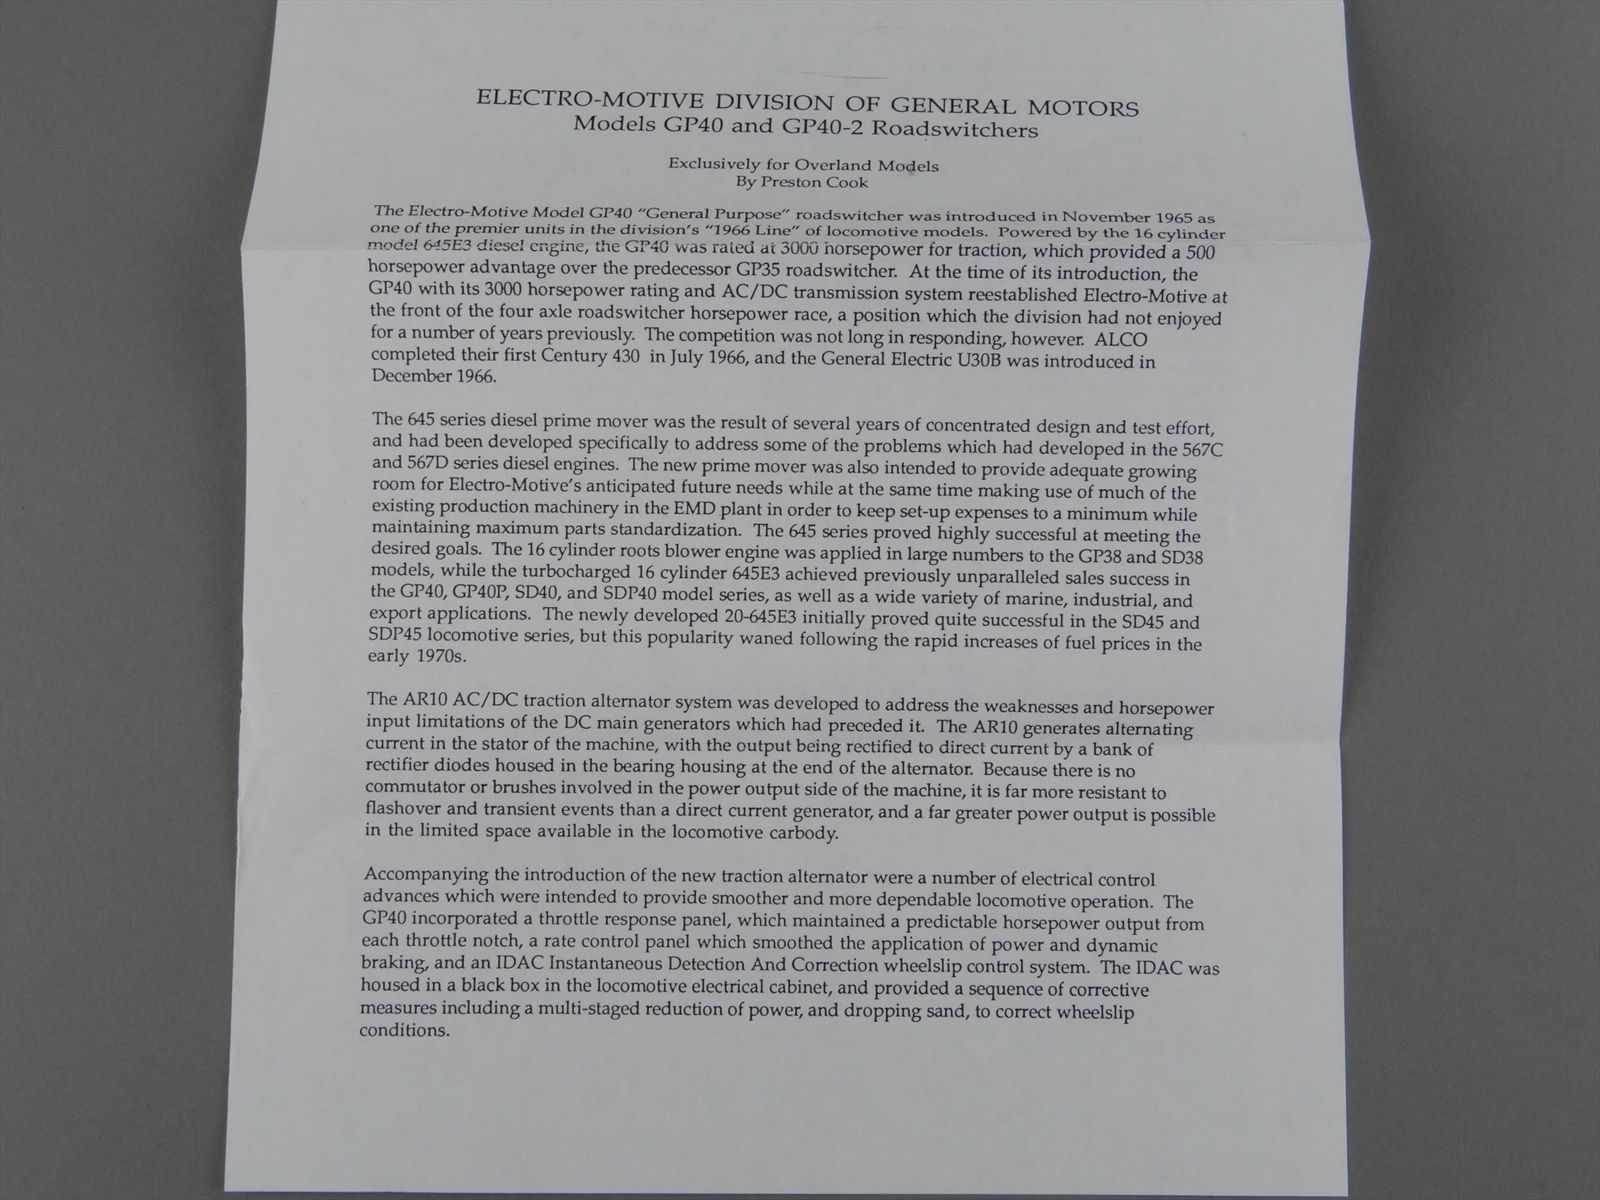 ELECTRO-MOTIVE DIVISION OF GENERAL MOTORS
Models GP40 and GP40-2 Roadswitchers
Exclusively for Overland Models
By Preston Cook
The Electro-Motive Model GP40 "General Purpose" roadswitcher was introduced in November 1965 as
one of the premier units in the division's "1966 Line" of locomotive models. Powered by the 16 cylinder
model 645E3 diesel engine, the GP40 was rated at 3000 horsepower for traction, which provided a 500
horsepower advantage over the predecessor GP35 roadswitcher. At the time of its introduction, the
GP40 with its 3000 horsepower rating and AC/DC transmission system reestablished Electro-Motive at
the front of the four axle roadswitcher horsepower race, a position which the division had not enjoyed
for a number of years previously. The competition was not long in responding, however. ALCO
completed their first Century 430 in July 1966, and the General Electric U30B was introduced in
December 1966.
The 645 series diesel prime mover was the result of several years of concentrated design and test effort,
and had been developed specifically to address some of the problems which had developed in the 567C
and 567D series diesel engines. The new prime mover was also intended to provide adequate growing
room for Electro-Motive's anticipated future needs while at the same time making use of much of the
existing production machinery in the EMD plant in order to keep set-up expenses to a minimum while
maintaining maximum parts standardization. The 645 series proved highly successful at meeting the
desired goals. The 16 cylinder roots blower engine was applied in large numbers to the GP38 and SD38
models, while the turbocharged 16 cylinder 645E3 achieved previously unparalleled sales success in
the GP40, GP40P, SD40, and SDP40 model series, as well as a wide variety of marine, industrial, and
export applications. The newly developed 20-645E3 initially proved quite successful in the SD45 and
SDP45 locomotive series, but this popularity waned following the rapid increases of fuel prices in the
early 1970s.
The AR10 AC/DC traction alternator system was developed to address the weaknesses and horsepower
input limitations of the DC main generators which had preceded it. The AR10 generates alternating
current in the stator of the machine, with the output being rectified to direct current by a bank of
rectifier diodes housed in the bearing housing at the end of the alternator. Because there is no
commutator or brushes involved in the power output side of the machine, it is far more resistant to
flashover and transient events than a direct current generator, and a far greater power output is possible
in the limited space available in the locomotive carbody.
Accompanying the introduction of the new traction alternator were a number of electrical control
advances which were intended to provide smoother and more dependable locomotive operation. The
GP40 incorporated a throttle response panel, which maintained a predictable horsepower output from
each throttle notch, a rate control panel which smoothed the application of power and dynamic
braking, and an IDAC Instantaneous Detection And Correction wheelslip control system. The IDAC was
housed in a black box in the locomotive electrical cabinet, and provided a sequence of corrective
measures including a multi-staged reduction of power, and dropping sand, to correct wheelslip
conditions.